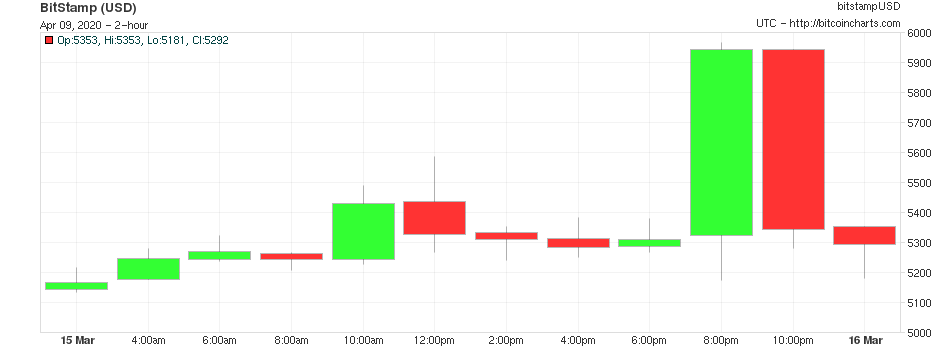 BitStamp (USD)
bitstampUSD
Apr 09, 2020 - 2-hour
UTC - http://bitcoincharts.com
Op:5353, Hi:5353, Lo:5181, Cl:5292
6000
5900
5800
5700
5600
5500
5400
5300
5200
5100
5000
15 Mar 4:00am 6:00am 8:00am 10:00am 12:00pm 2:00pm 4:00pm 6:00pm 8:00pm 10:00pm 16 Mar